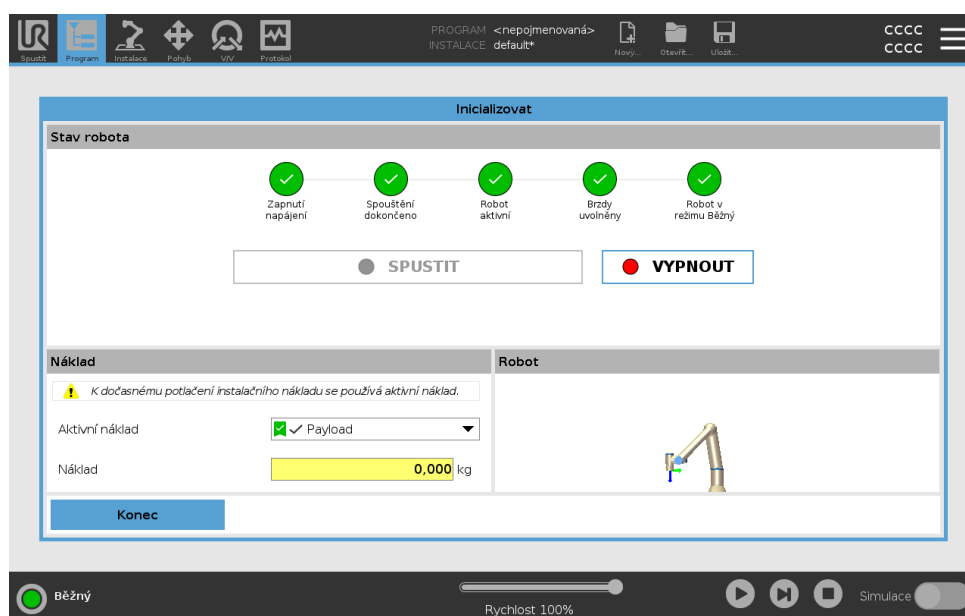 PROGRAM <nepojmenovaná>
INSTALACE default*
CCCC
CCCC
Spustit
Program
Instalace
Pohyb
V/V
Protokol
Nový...
Otevřít...
Uložit...
Inicializovat
Stav robota
Zapnutí napájení
Spouštění dokončeno
Robot aktivní
Brzdy uvolněny
Robot v režimu Běžný
SPUSTIT
VYPNOUT
Náklad
Robot
K dočasnému potlačení instalačního nákladu se používá aktivní náklad.
Aktivní náklad
Payload
Náklad
0,000 kg
Konec
Běžný
Rychlost 100%
Simulace